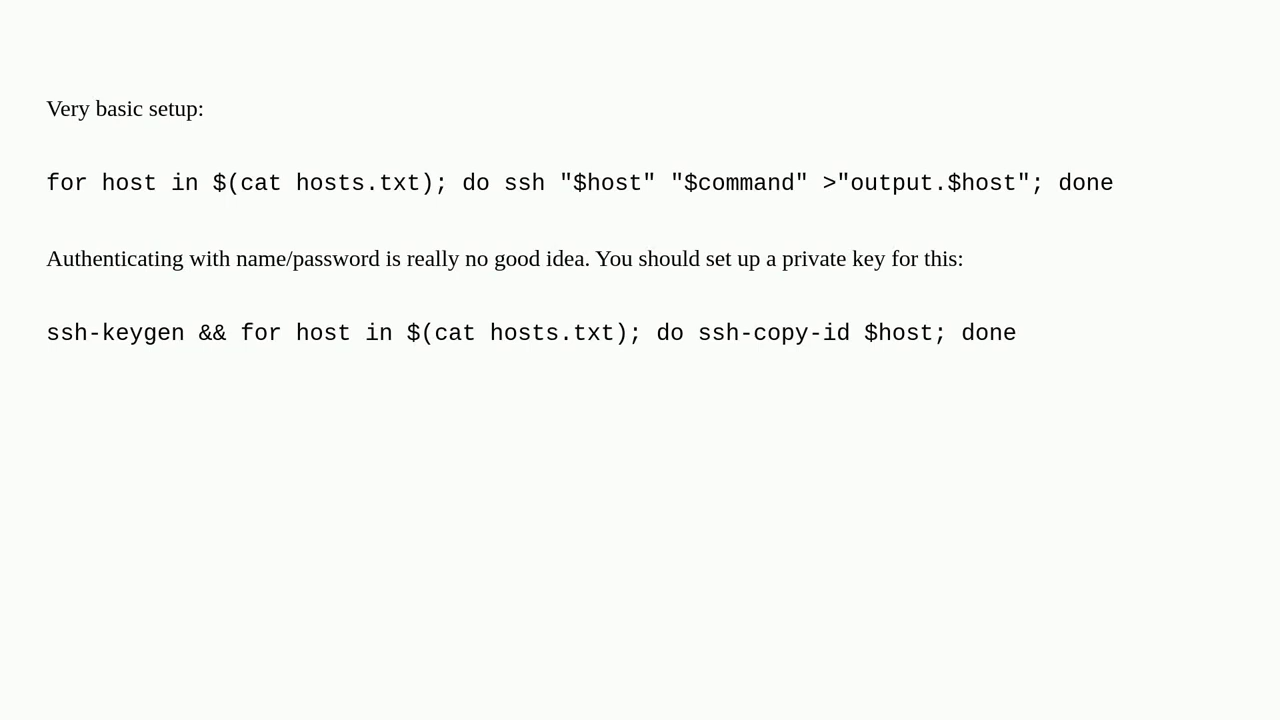 Very basic setup:
for host in $(cat hosts.txt); do ssh "$host" "$command" >"output.$host"; done
Authenticating with name/password is really no good idea. You should set up a private key for this:
ssh-keygen && for host in $(cat hosts.txt); do ssh-copy-id $host; done